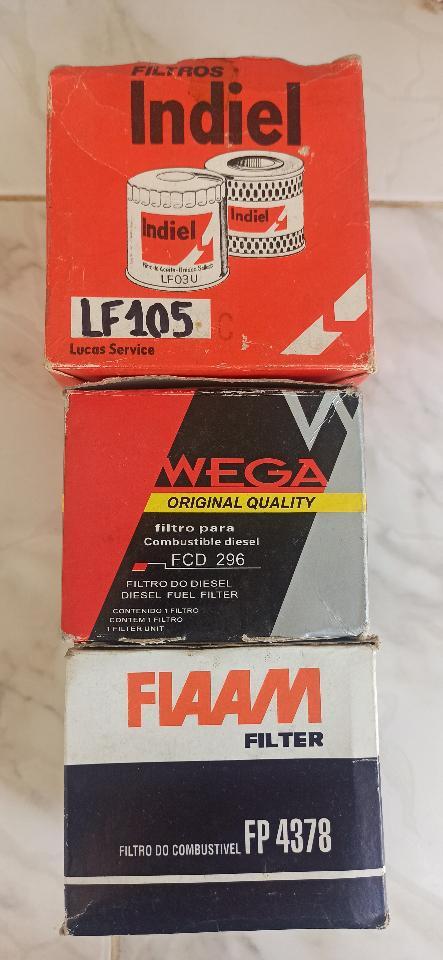 FILTROS
Indiel
Indiel
Indiel
LF03U
LF105 C
Lucas Service
WEGA
ORIGINAL QUALITY
filtro para
Combustible diesel
FCD 296
FILTRO DO DIESEL
DIESEL FUEL FILTER
CONTENIDO 1 FILTRO
CONTEM 1 FILTRO
1 FILTER UNIT
FIAAM
FILTER
FILTRO DO COMBUSTIVEL FP 4378